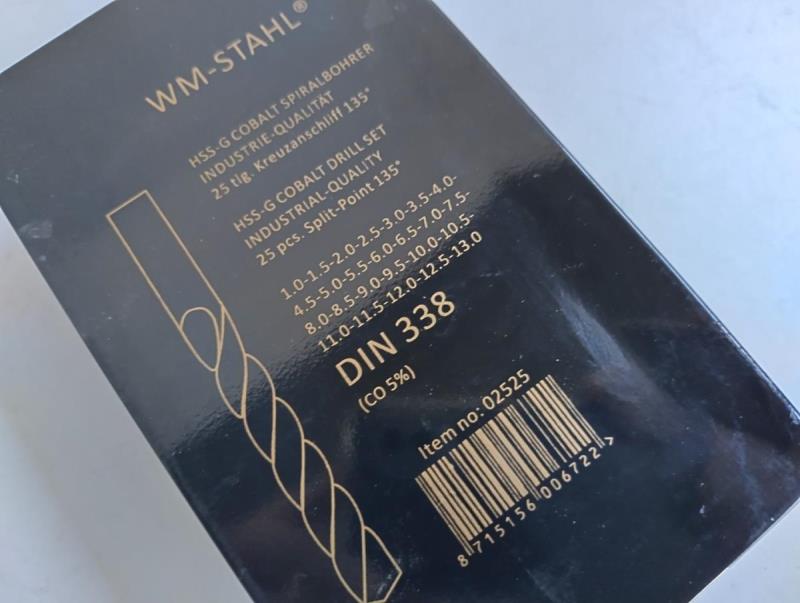 WM-STAHL®
HSS-G COBALT SPIRALBOHRER
INDUSTRIE-QUALITÄT
25 tlg. Kreuzanschliff 135°
HSS-G COBALT DRILL SET
INDUSTRIAL-QUALITY
25 pcs. Split-Point 135°
1.0-1.5-2.0-2.5-3.0-3.5-4.0-
4.5-5.0-5.5-6.0-6.5-7.0-7.5-
8.0-8.5-9.0-9.5-10.0-10.5-
11.0-11.5-12.0-12.5-13.0
DIN 338
(CO 5%)
Item no: 02525
8 715156 006722 >